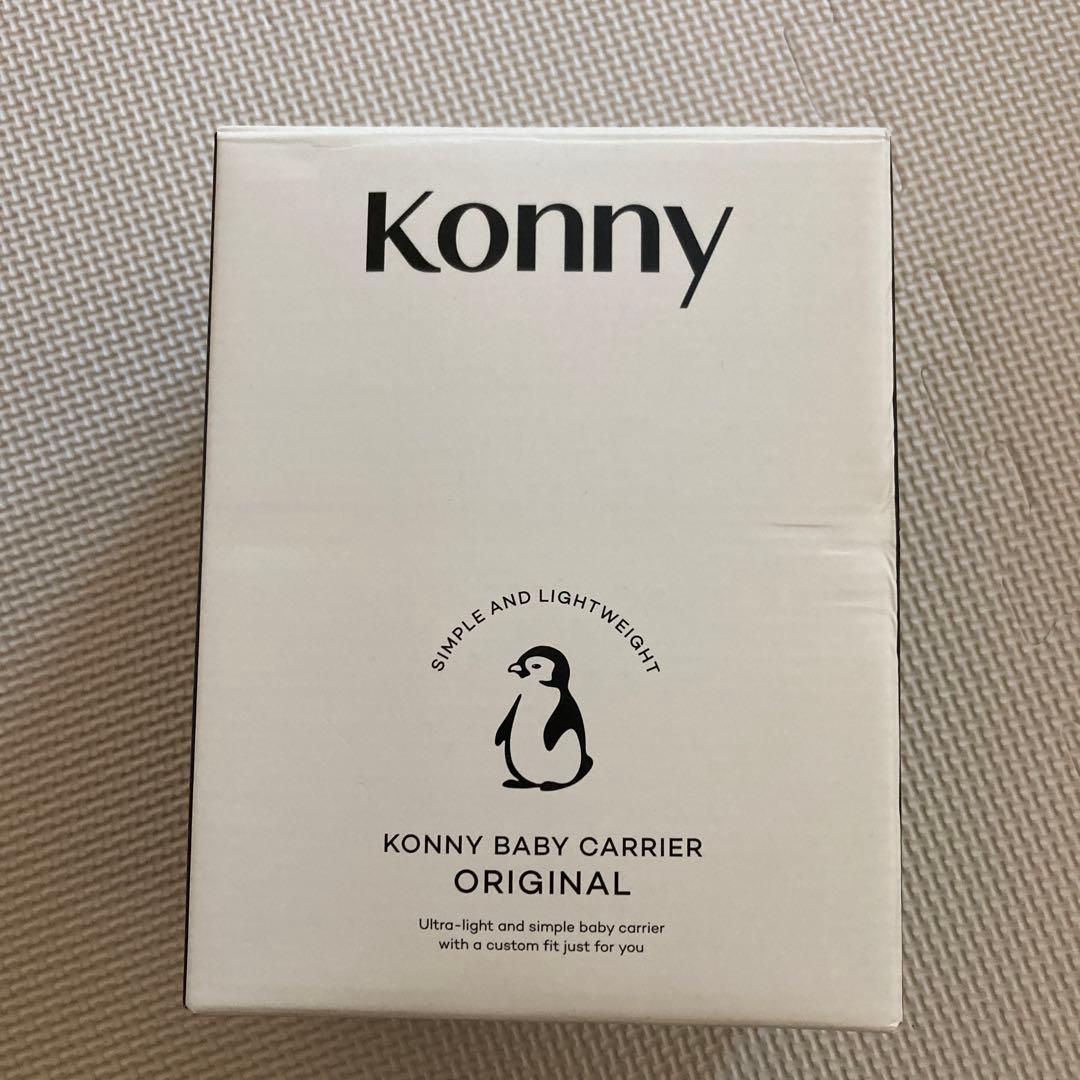 Konny
SIMPLE AND LIGHTWEIGHT
KONNY BABY CARRIER
ORIGINAL
Ultra-light and simple baby carrier
with a custom fit just for you